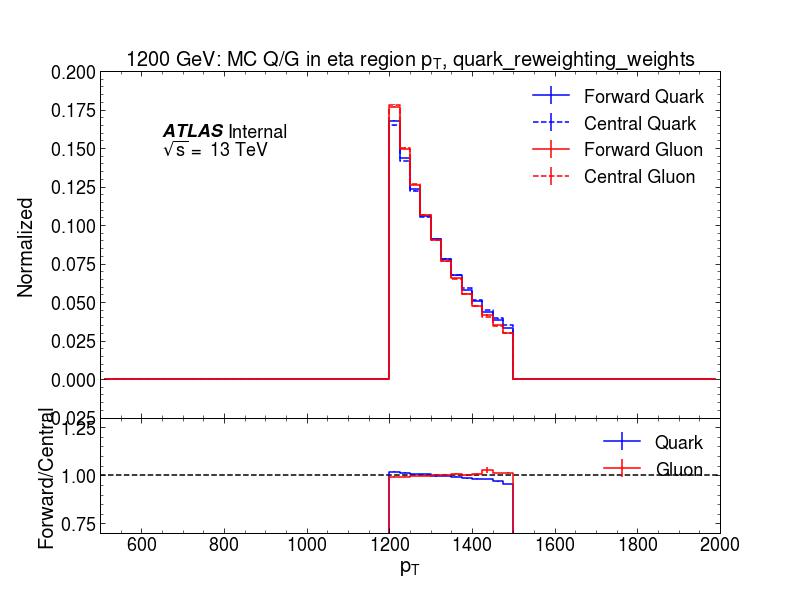 1200 GeV: MC Q/G in eta region pT, quark_reweighting_weights
0.200
0.175
0.150
0.125
0.100
0.075
0.050
0.025
0.000
0.025
Normalized
ATLAS Internal
√s = 13 TeV
Forward Quark
Central Quark
Forward Gluon
Central Gluon
1.25
1.00
0.75
Forward/Central
Quark
Gluon
600 800 1000 1200 1400 1600 1800 2000
pT